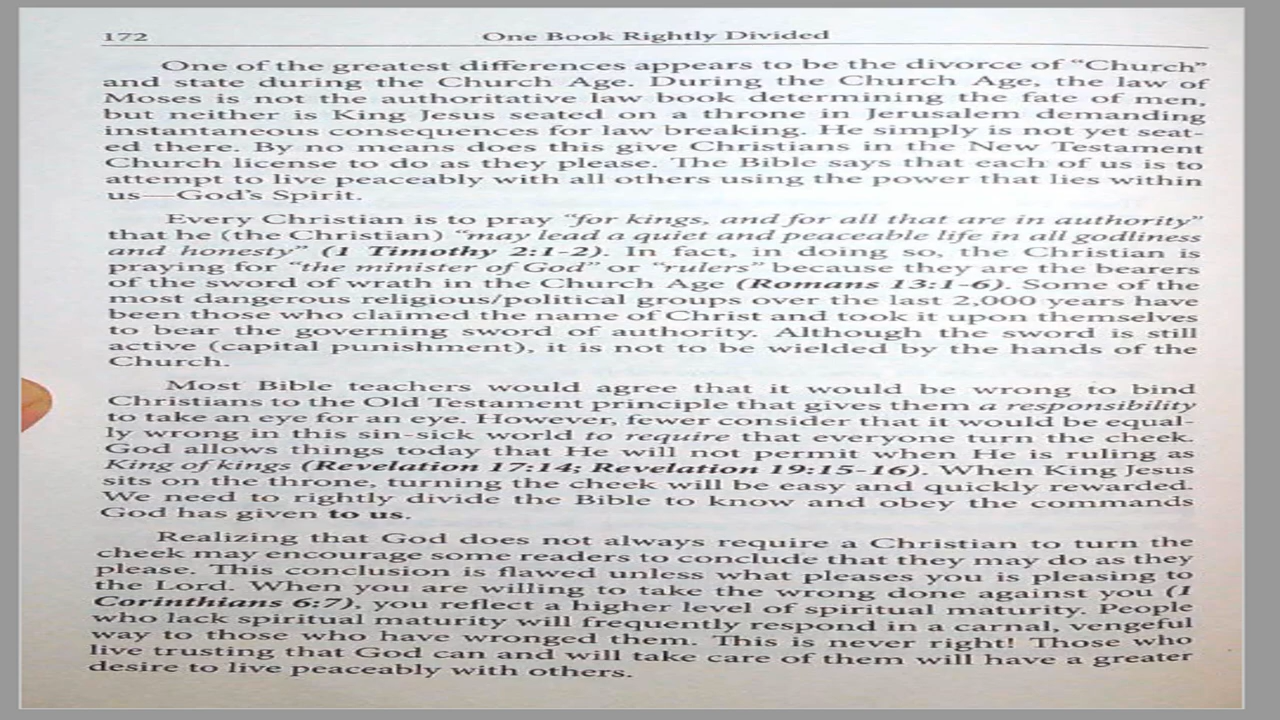 172 One Book Rightly Divided
One of the greatest differences appears to be the divorce of “Church”
and state during the Church Age. During the Church Age, the law of
Moses is not the authoritative law book determining the fate of men,
but neither is King Jesus seated on a throne in Jerusalem demanding
instantaneous consequences for law breaking. He simply is not yet seat-
ed there. By no means does this give Christians in the New Testament
Church license to do as they please. The Bible says that each of us is to
attempt to live peaceably with all others using the power that lies within
us—God’s Spirit.
Every Christian is to pray “for kings, and for all that are in authority”
that he (the Christian) “may lead a quiet and peaceable life in all godliness
and honesty” (1 Timothy 2:1-2). In fact, in doing so, the Christian is
praying for “the minister of God” or “rulers” because they are the bearers
of the sword of wrath in the Church Age (Romans 13:1-6). Some of the
most dangerous religious/political groups over the last 2,000 years have
been those who claimed the name of Christ and took it upon themselves
to bear the governing sword of authority. Although the sword is still
active (capital punishment), it is not to be wielded by the hands of the
Church.
Most Bible teachers would agree that it would be wrong to bind
Christians to the Old Testament principle that gives them a responsibility
to take an eye for an eye. However, fewer consider that it would be equal-
ly wrong in this sin-sick world to require that everyone turn the cheek.
God allows things today that He will not permit when He is ruling as
King of kings (Revelation 17:14; Revelation 19:15-16). When King Jesus
sits on the throne, turning the cheek will be easy and quickly rewarded.
We need to rightly divide the Bible to know and obey the commands
God has given to us.
Realizing that God does not always require a Christian to turn the
cheek may encourage some readers to conclude that they may do as they
please. This conclusion is flawed unless what pleases you is pleasing to
the Lord. When you are willing to take the wrong done against you (1
Corinthians 6:7), you reflect a higher level of spiritual maturity. People
who lack spiritual maturity will frequently respond in a carnal, vengeful
way to those who have wronged them. This is never right! Those who
live trusting that God can and will take care of them will have a greater
desire to live peaceably with others.